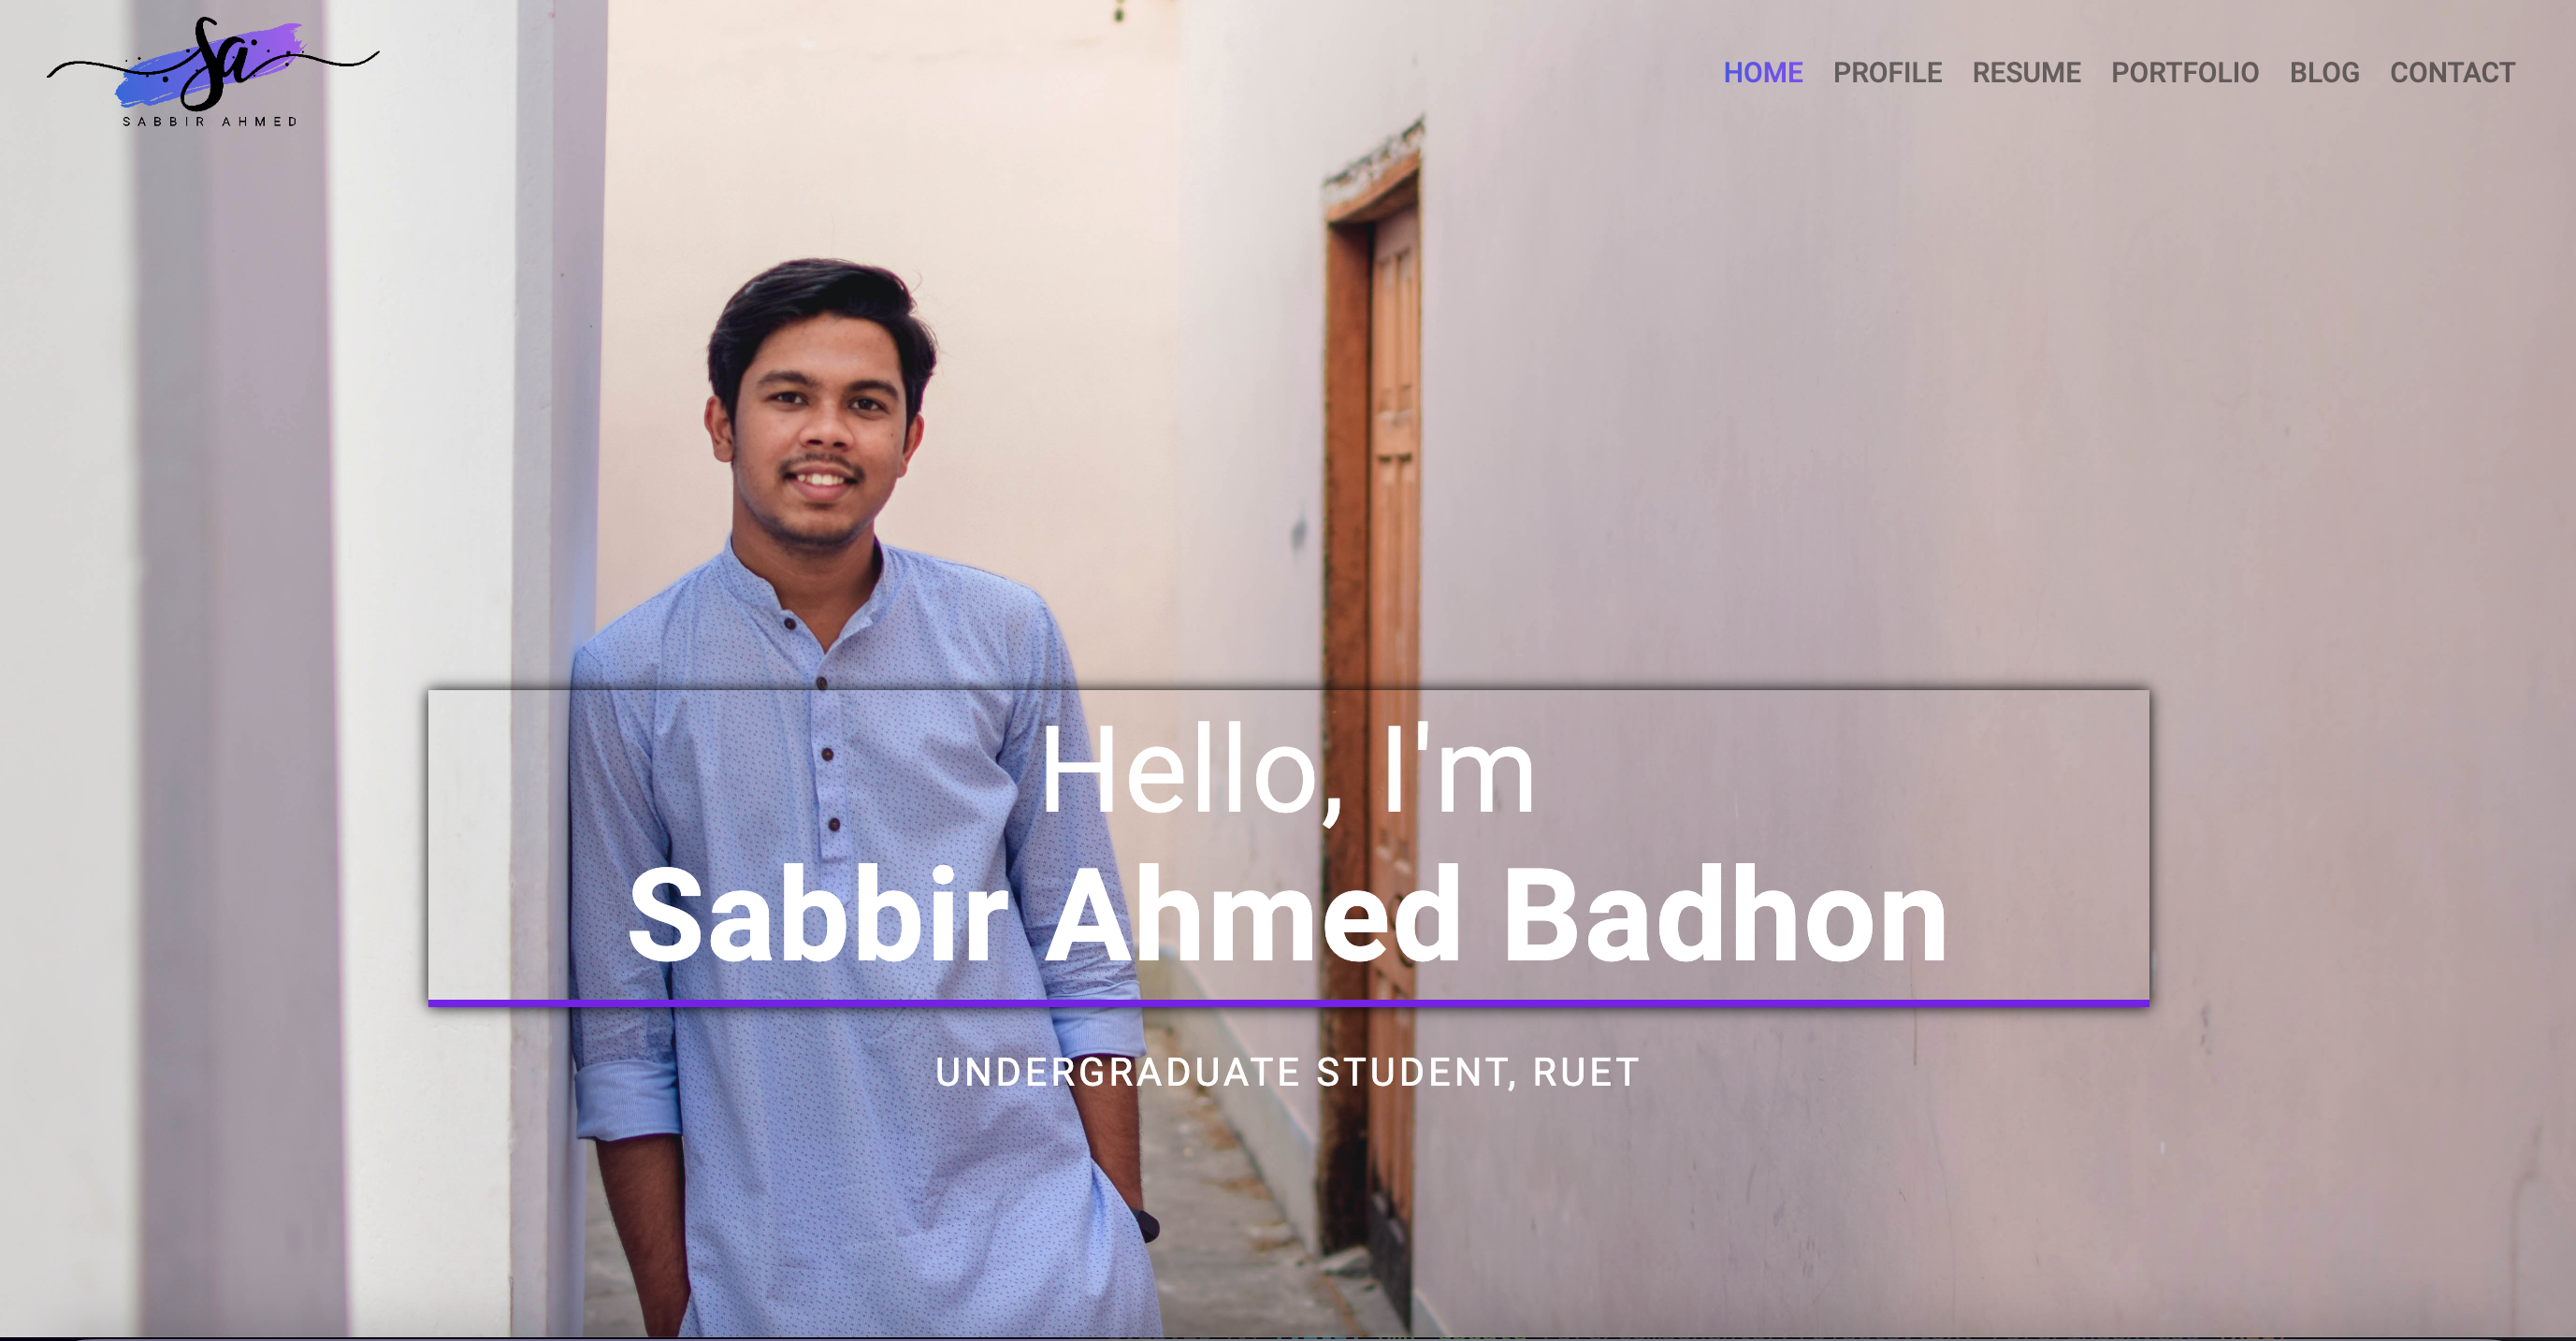 Sa
SABBIR AHMED
HOME PROFILE RESUME PORTFOLIO BLOG CONTACT
Hello, I'm
Sabbir Ahmed Badhon
UNDERGRADUATE STUDENT, RUET